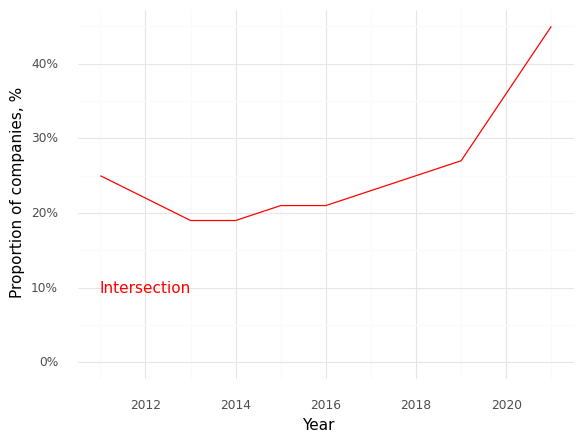 Proportion of companies, %
40%
30%
20%
10%
0%
Intersection
2012 2014 2016 2018 2020
Year